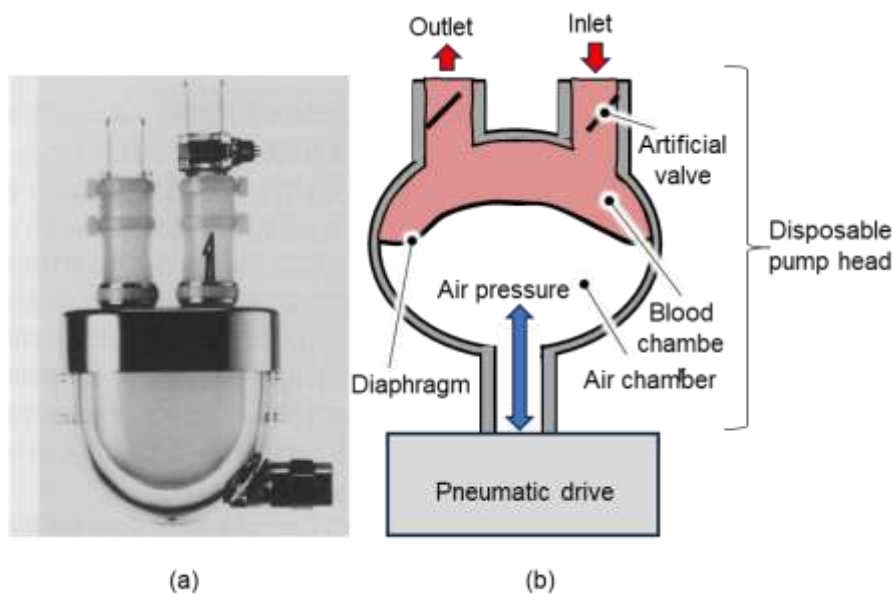 Outlet
Inlet
Artificial
valve
Disposable
pump head
Air pressure
Blood
chambe
r
Air chamber
Diaphragm
Pneumatic drive
(a)
(b)